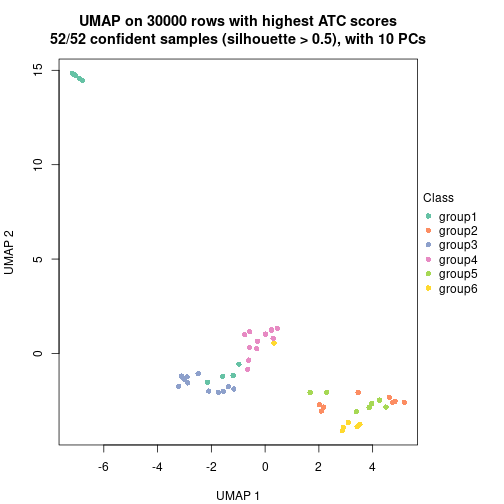 UMAP on 30000 rows with highest ATC scores
52/52 confident samples (silhouette > 0.5), with 10 PCs
15
10
5
0
UMAP 2
-6
-4
-2
0
2
4
UMAP 1
Class
group1
group2
group3
group4
group5
group6